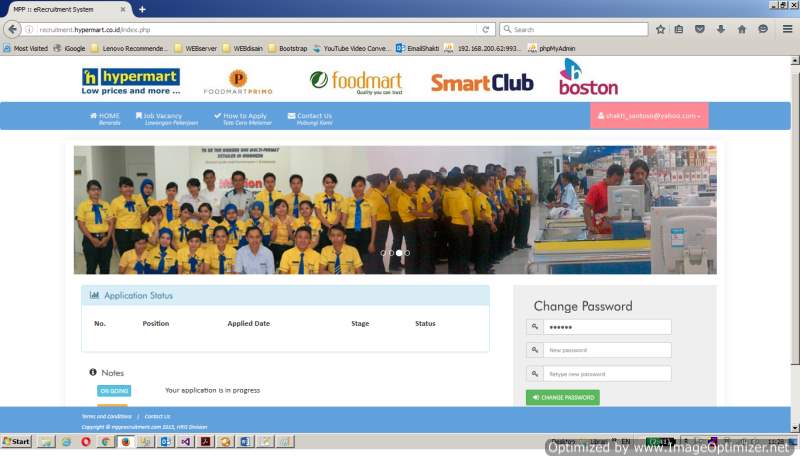 MPP :: eRecruitment System
recruitment.hypermart.co.id/index.php
Search
Most Visited
iGoogle
Lenovo Recommende...
WEBserver
WEBdisain
Bootstrap
YouTube Video Conve...
EmailShakti
192.168.200.62:993...
phpMyAdmin
hypermart
Low prices and more ...
FOODMARTPRIMO
foodmart
Quality you can trust
SmartClub
boston
HOME
Beranda
Job Vacancy
Lowongan Pekerjaan
How to Apply
Tata Cara Melamar
Contact Us
Hubungi Kami
shakti_santoso@yahoo.com
Application Status
No. Position Applied Date Stage Status
Notes
ON GOING Your application is in progress
Change Password
New password
Retype new password
CHANGE PASSWORD
Terms and Conditions | Contact Us
Copyright © mpprecruitment.com 2015, HRIS Division
Start
EN
Optimized by www.ImageOptimizer.net